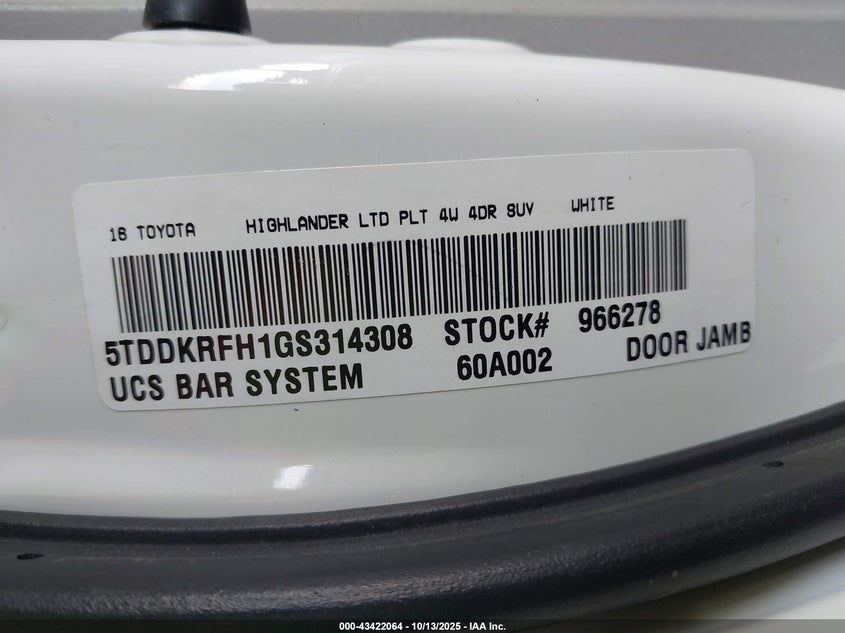 16 TOYOTA HIGHLANDER LTD PLT 4W 4DR SUV WHITE
5TDDKRFH1GS314308 STOCK# 966278
UCS BAR SYSTEM 60A002 DOOR JAMB
000-43422064 | 10/13/2025 - IAA Inc.